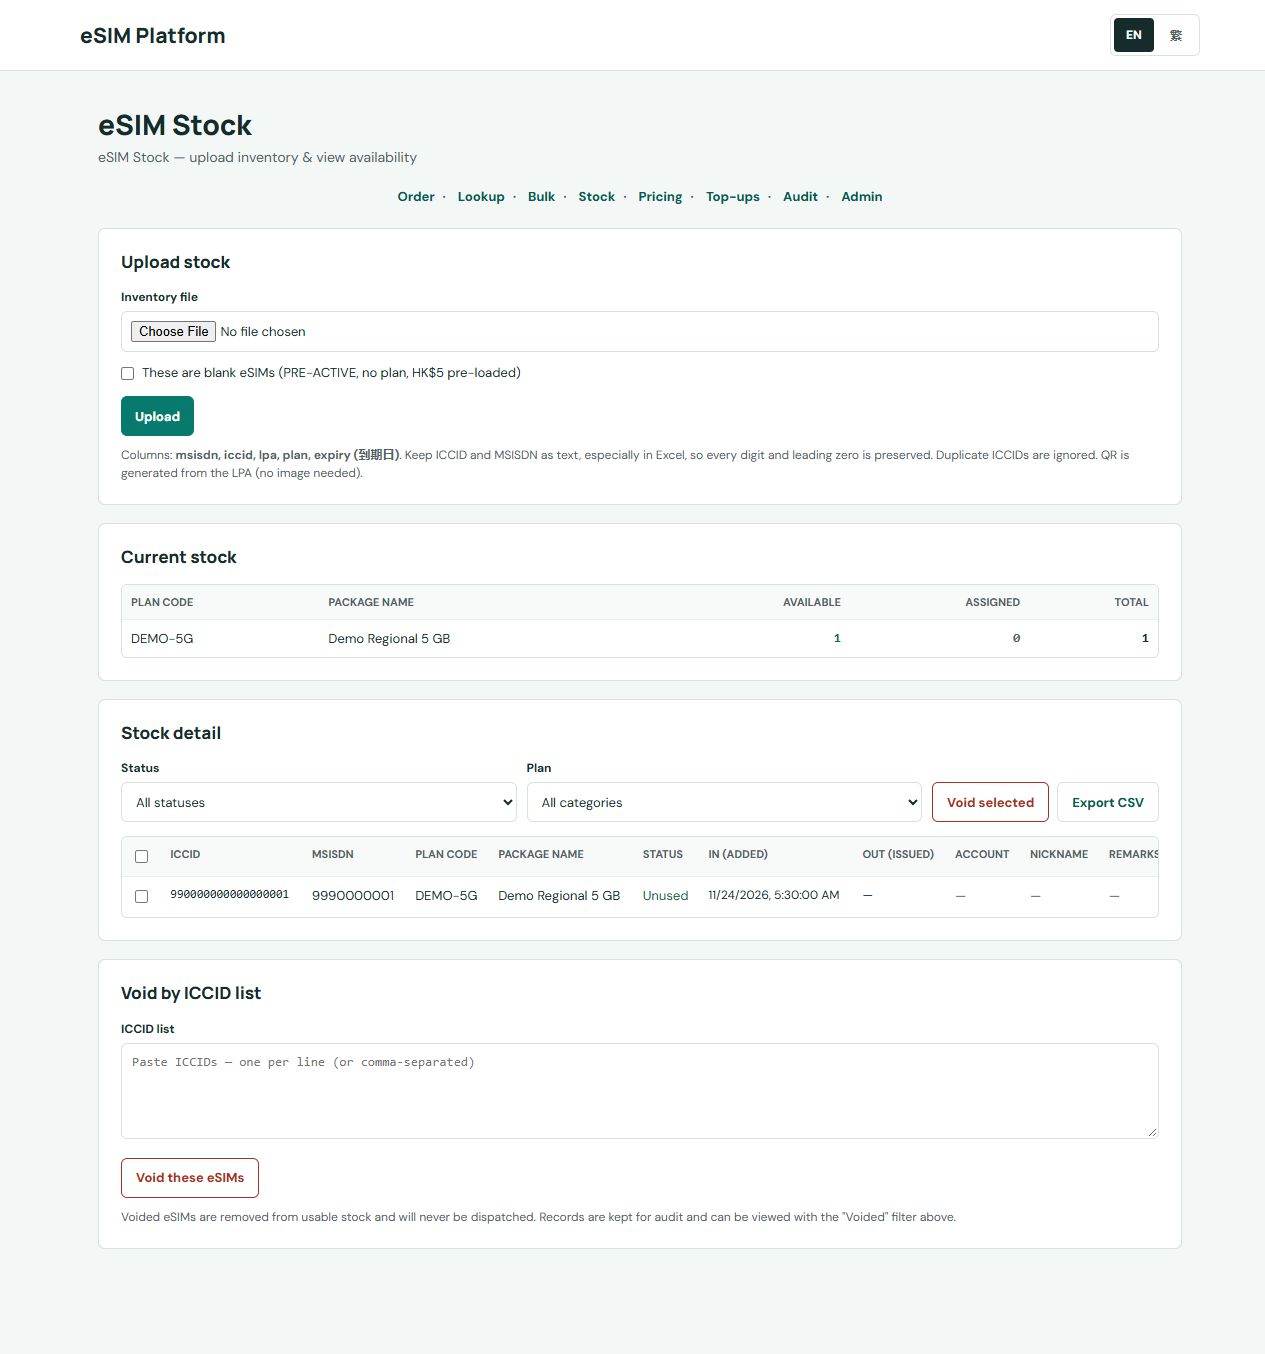 eSIM Platform
EN 繁
eSIM Stock
eSIM Stock — upload inventory & view availability
Order · Lookup · Bulk · Stock · Pricing · Top-ups · Audit · Admin
Upload stock
Inventory file
Choose File No file chosen
These are blank eSIMs (PRE-ACTIVE, no plan, HK$5 pre-loaded)
Upload
Columns: msisdn, iccid, lpa, plan, expiry (到期日). Keep ICCID and MSISDN as text, especially in Excel, so every digit and leading zero is preserved. Duplicate ICCIDs are ignored. QR is
generated from the LPA (no image needed).
Current stock
PLAN CODE PACKAGE NAME AVAILABLE ASSIGNED TOTAL
DEMO-5G Demo Regional 5 GB 1 0 1
Stock detail
Status Plan
All statuses All categories Void selected Export CSV
ICCID MSISDN PLAN CODE PACKAGE NAME STATUS IN (ADDED) OUT (ISSUED) ACCOUNT NICKNAME REMARKS
990000000000000001 9990000001 DEMO-5G Demo Regional 5 GB Unused 11/24/2026, 5:30:00 AM — — — —
Void by ICCID list
ICCID list
Paste ICCIDs — one per line (or comma-separated)
Void these eSIMs
Voided eSIMs are removed from usable stock and will never be dispatched. Records are kept for audit and can be viewed with the "Voided" filter above.